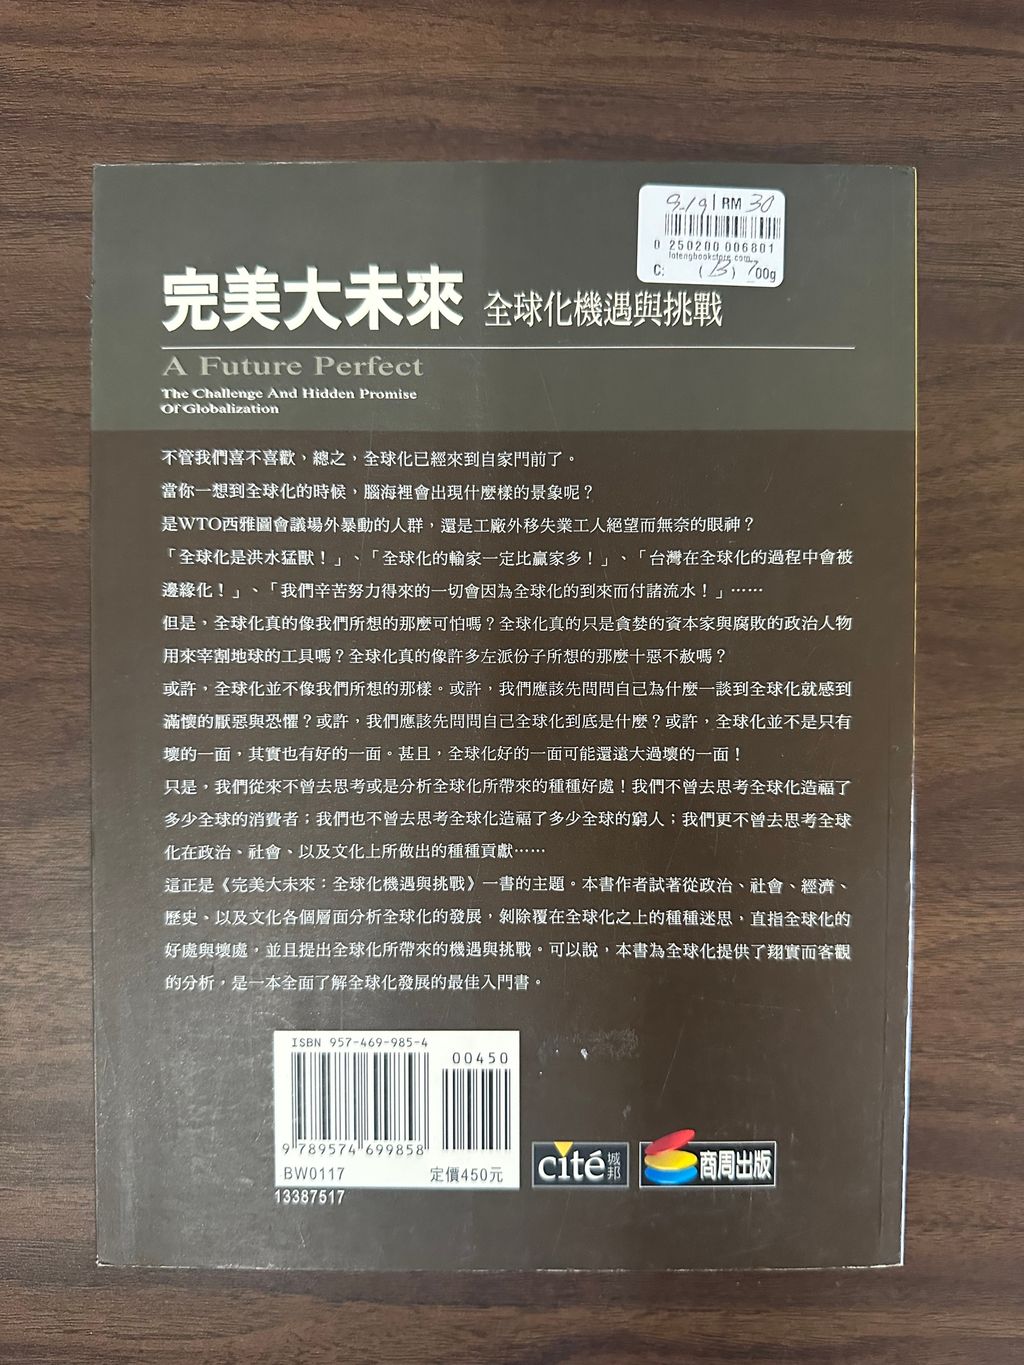 9-19 RM 30
0 250200 006801
lotengbookstore.com
C: (B) 700g
完美大未來 全球化機遇與挑戰
A Future Perfect
The Challenge And Hidden Promise
Of Globalization
不管我們喜不喜歡，總之，全球化已經來到自家門前了。
當你一想到全球化的時候，腦海裡會出現什麼樣的景象呢？
是WTO西雅圖會議場外暴動的人群，還是工廠外移失業工人絕望而無奈的眼神？
「全球化是洪水猛獸！」、「全球化的輸家一定比贏家多！」、「台灣在全球化的過程中會被
邊緣化！」、「我們辛苦努力得來的一切會因為全球化的到來而付諸流水！」……
但是，全球化真的像我們所想的那麼可怕嗎？全球化真的只是貪婪的資本家與腐敗的政治人物
用來宰割地球的工具嗎？全球化真的像許多左派份子所想的那麼十惡不赦嗎？
或許，全球化並不像我們所想的那樣。或許，我們應該先問問自己為什麼一談到全球化就感到
滿懷的厭惡與恐懼？或許，我們應該先問問自己全球化到底是什麼？或許，全球化並不是只有
壞的一面，其實也有好的一面。甚且，全球化好的一面可能還遠大過壞的一面！
只是，我們從來不曾去思考或是分析全球化所帶來的種種好處！我們不曾去思考全球化造福了
多少全球的消費者；我們也不曾去思考全球化造福了多少全球的窮人；我們更不曾去思考全球
化在政治、社會、以及文化上所做出的種種貢獻……
這正是《完美大未來：全球化機遇與挑戰》一書的主題。本書作者試著從政治、社會、經濟、
歷史、以及文化各個層面分析全球化的發展，剝除覆在全球化之上的種種迷思，直指全球化的
好處與壞處，並且提出全球化所帶來的機遇與挑戰。可以說，本書為全球化提供了翔實而客觀
的分析，是一本全面了解全球化發展的最佳入門書。
ISBN 957-469-985-4
00450
9 789574 699858
BW0117 定價450元
13387517
cité 城邦
商周出版